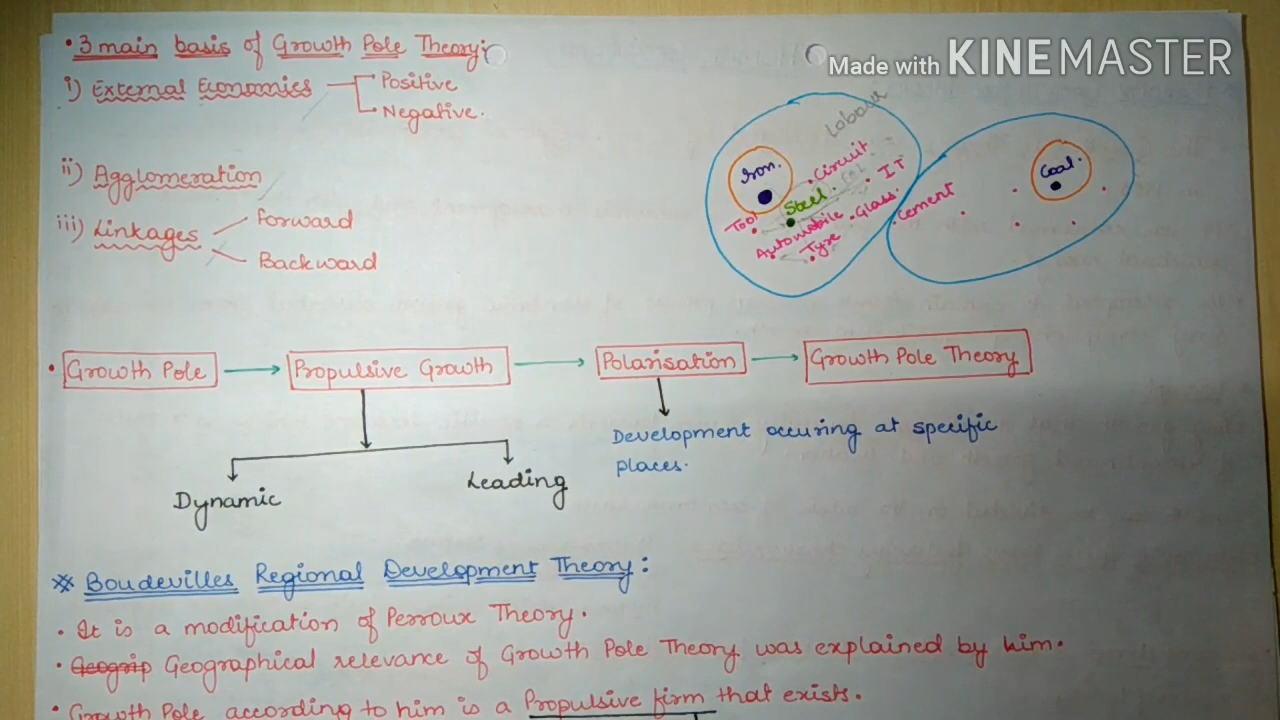 Made with KINEMASTER
• 3 main basis of Growth Pole Theory:
i) External Economies
Positive
Negative.
ii) Agglomeration
iii) Linkages
Forward
Backward
Labour
Iron.
Circuit
IT
Steel.
Tool
Automobile
Glass.
Tyre
Cement
Coal.
• Growth Pole
Propulsive Growth
Polarisation
Growth Pole Theory
Dynamic
Leading
Development occuring at specific
places.
※ Boudevilles Regional Development Theory:
• It is a modification of Perroux Theory.
• Geogrip Geographical relevance of Growth Pole Theory was explained by him.
• Growth Pole according to him is a Propulsive firm that exists.